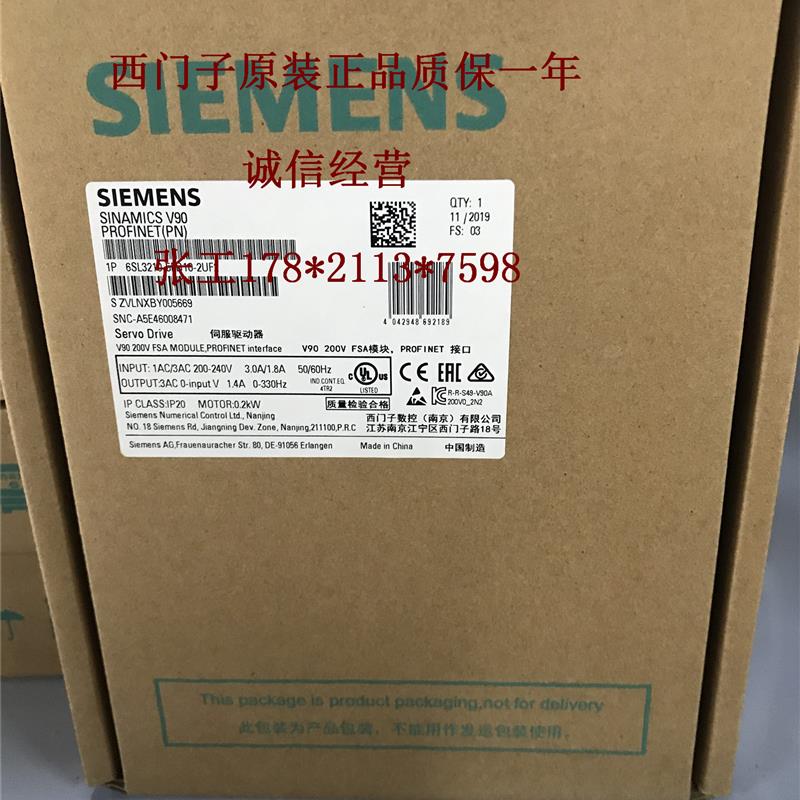 西门子原装正品质保一年
SIEMENS
诚信经营
SIEMENS
SINAMICS V90
PROFINET(PN)
QTY: 1
11 / 2019
FS: 03
1P 6SL3210-
张工178*2113*7598
S ZVLNXBY005669
SNC-A5E46008471
4 042948 692189
Servo Drive 伺服驱动器
V90 200V FSA MODULE,PROFINET interface V90 200V FSA模块，PROFINET 接口
INPUT: 1AC/3AC 200-240V 3.0A/1.8A 50/60Hz
OUTPUT:3AC 0-input V 1.4A 0-330Hz
IND.CONT.EQ.
4TR2
C UL US
LISTED
CE EAC
R-R-S49-V90A
200V0_2N2
IP CLASS:IP20 MOTOR:0.2kW 质量检验合格
Siemens Numerical Control Ltd., Nanjing 西门子数控（南京）有限公司
NO. 18 Siemens Rd, Jiangning Dev. Zone, Nanjing,211100,P.R.C 江苏南京江宁区西门子路18号
Siemens AG,Frauenauracher Str. 80, DE-91056 Erlangen Made in China 中国制造
This package is product packaging,not for delivery
此包装为产品包装，不能用作发运包装使用。